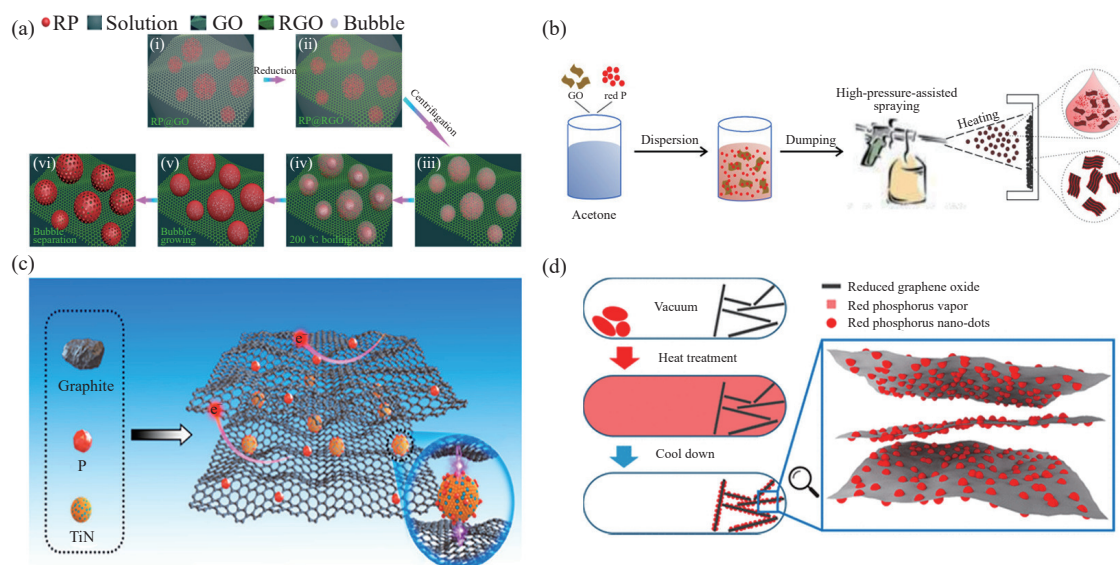 (a)
RP Solution GO RGO Bubble
(i)
(ii)
Reduction
RP@GO
RP@RGO
Centrifugation
(vi)
(v)
(iv)
(iii)
Bubble
separation
Bubble
growing
200 °C boiling
(b)
GO
red P
Acetone
Dispersion
Dumping
High-pressure-assisted
spraying
Heating
(c)
Graphite
P
TiN
e-
e-
(d)
Vacuum
Heat treatment
Cool down
Reduced graphene oxide
Red phosphorus vapor
Red phosphorus nano-dots